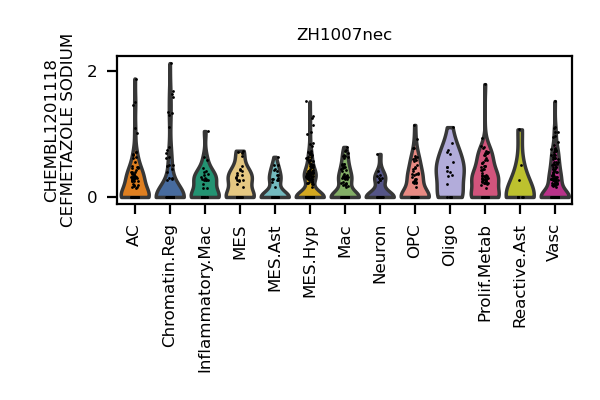 ZH1007nec
CHEMBL1201118
CEFMETAZOLE SODIUM
2
0
AC
Chromatin.Reg
Inflammatory.Mac
MES
MES.Ast
MES.Hyp
Mac
Neuron
OPC
Oligo
Prolif.Metab
Reactive.Ast
Vasc